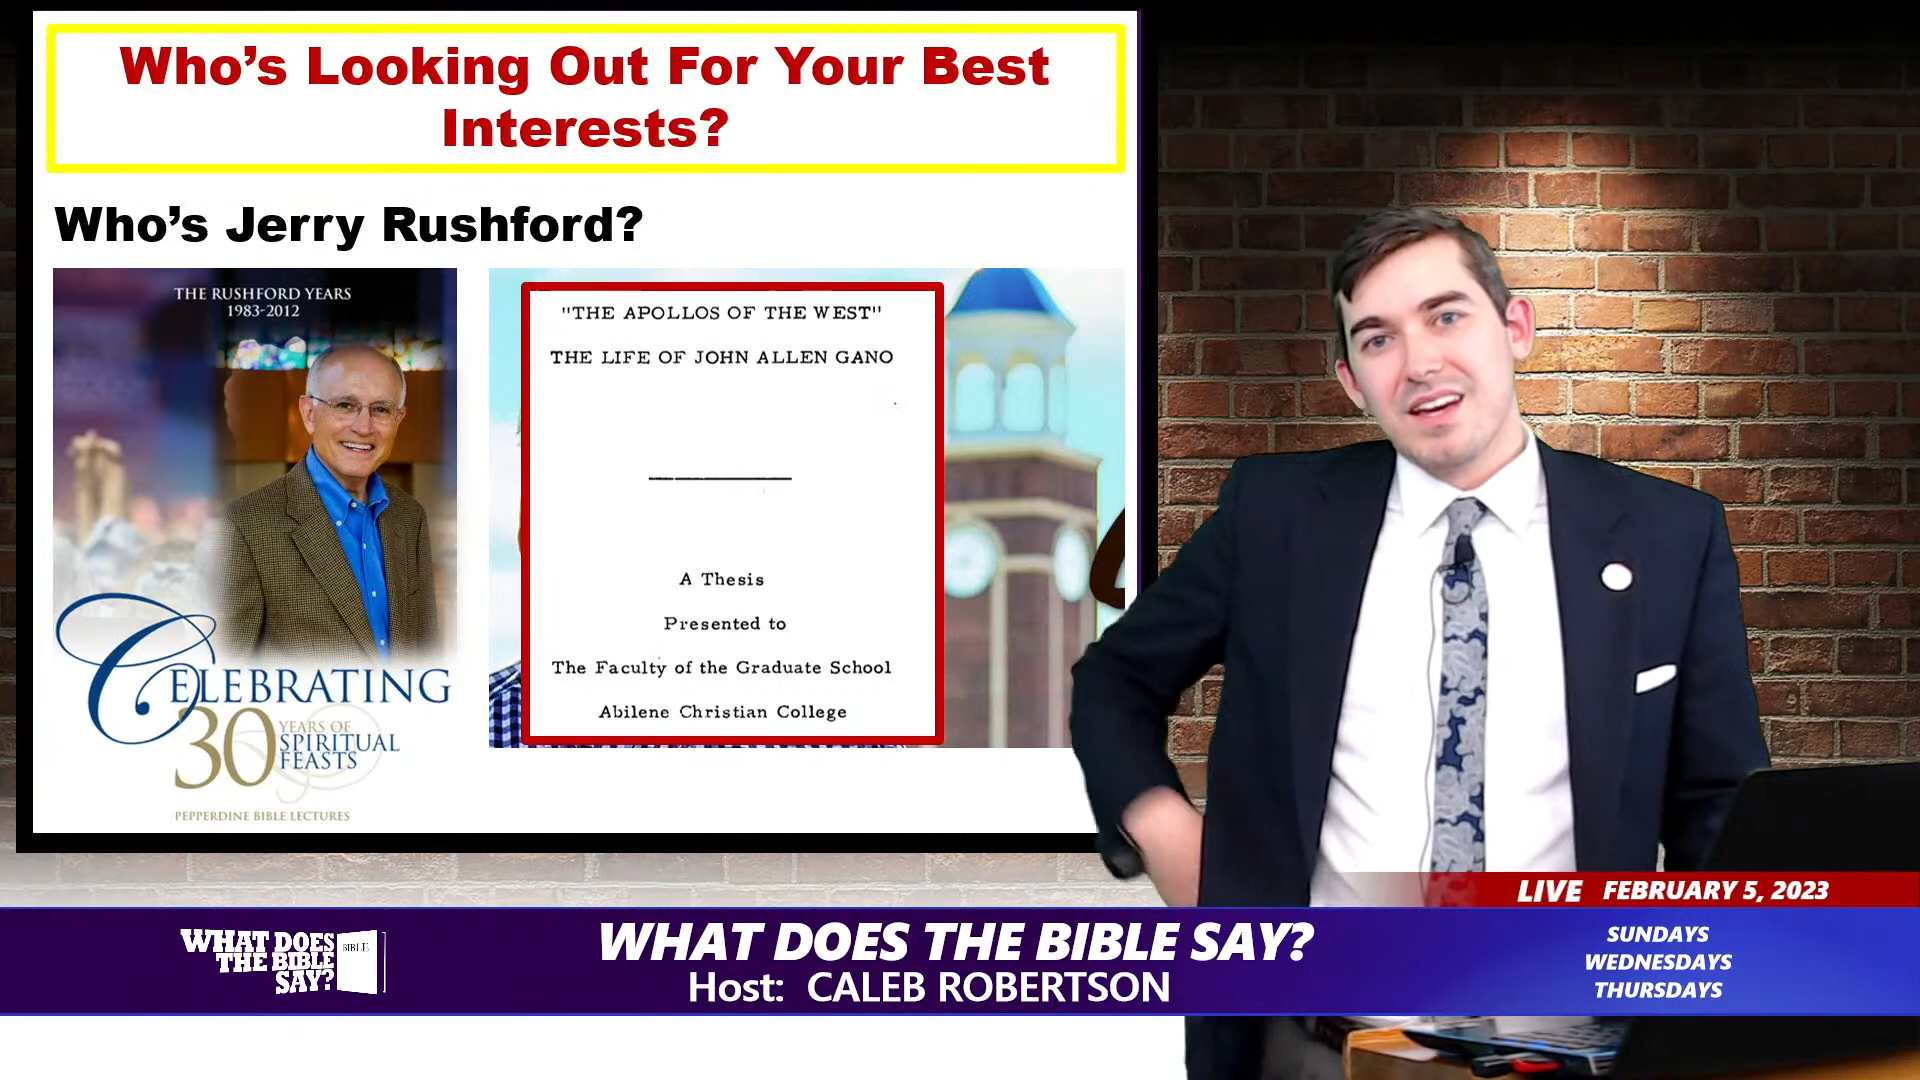 Who's Looking Out For Your Best
Interests?
Who's Jerry Rushford?
THE RUSHFORD YEARS
1983-2012
CELEBRATING
30 YEARS OF
SPIRITUAL
FEASTS
PEPPERDINE BIBLE LECTURES
"THE APOLLOS OF THE WEST"
THE LIFE OF JOHN ALLEN GANO
A Thesis
Presented to
The Faculty of the Graduate School
Abilene Christian College
LIVE FEBRUARY 5, 2023
WHAT DOES
THE BIBLE
SAY?
BIBLE
WHAT DOES THE BIBLE SAY?
Host: CALEB ROBERTSON
SUNDAYS
WEDNESDAYS
THURSDAYS